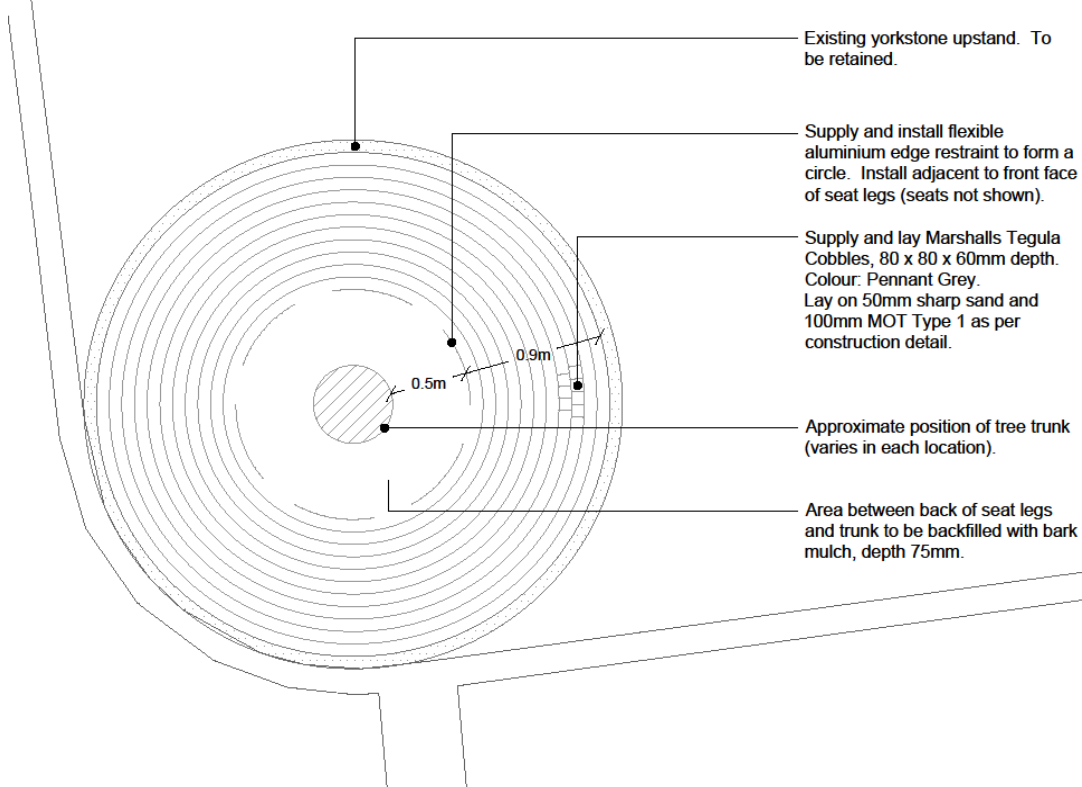 Existing yorkstone upstand. To
be retained.
Supply and install flexible
aluminium edge restraint to form a
circle. Install adjacent to front face
of seat legs (seats not shown).
Supply and lay Marshalls Tegula
Cobbles, 80 x 80 x 60mm depth.
Colour: Pennant Grey.
Lay on 50mm sharp sand and
100mm MOT Type 1 as per
construction detail.
0.9m
0.5m
Approximate position of tree trunk
(varies in each location).
Area between back of seat legs
and trunk to be backfilled with bark
mulch, depth 75mm.